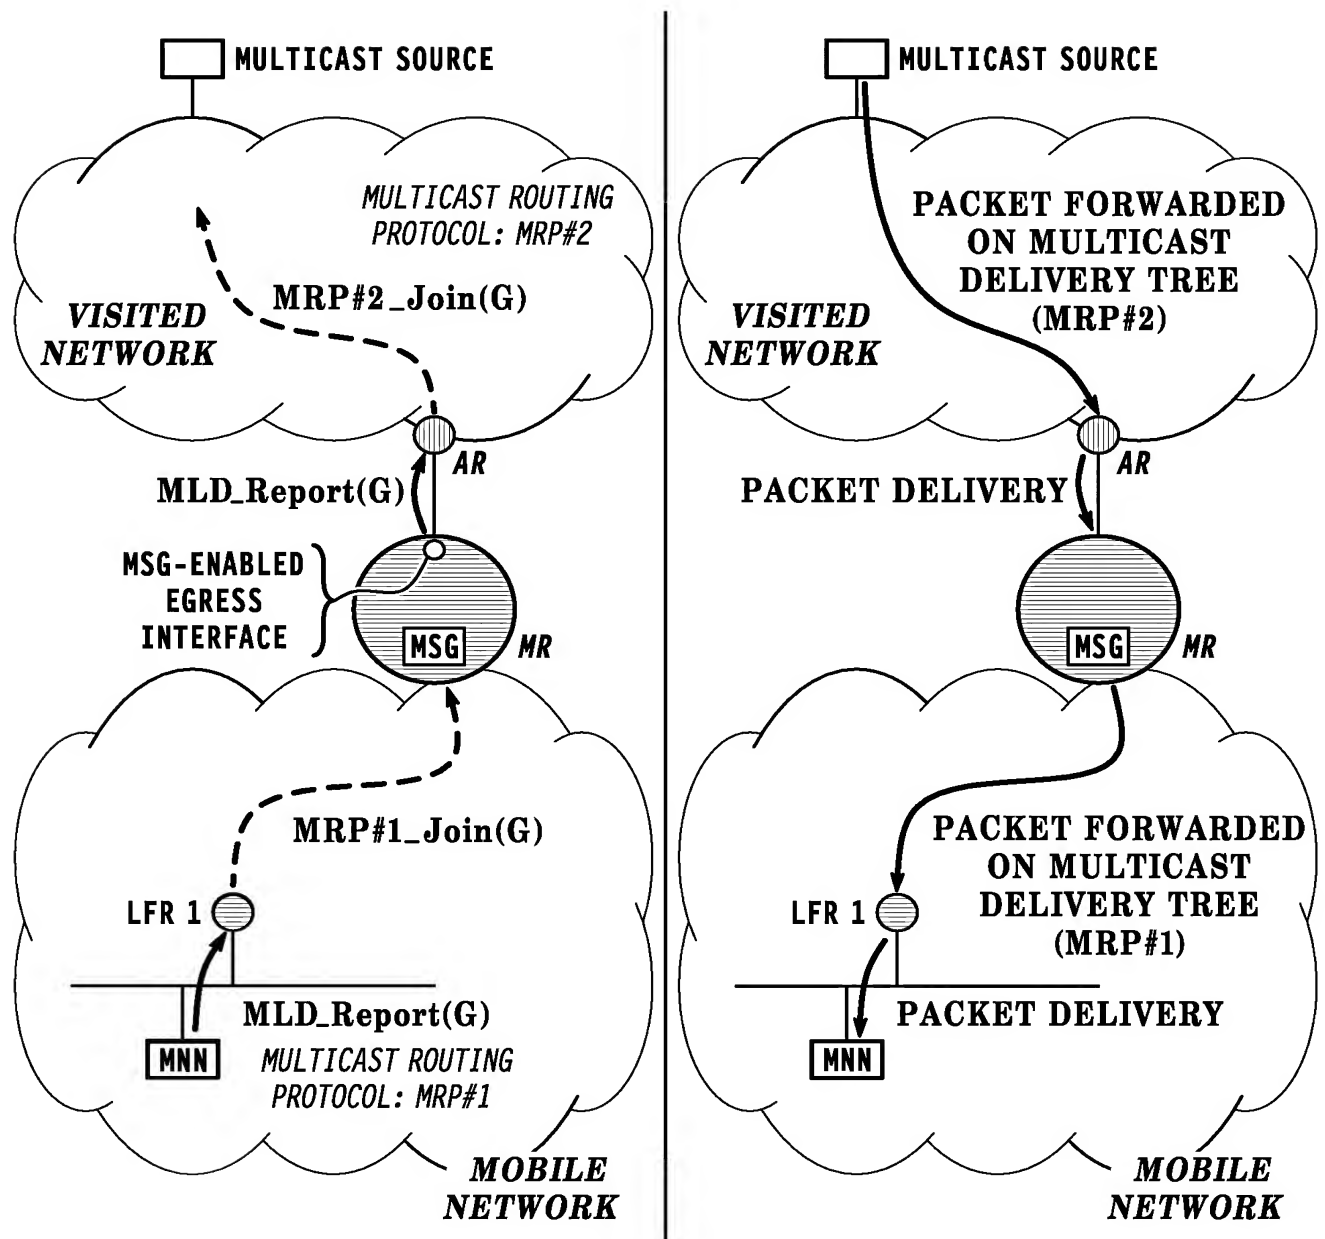 MULTICAST SOURCE
MULTICAST ROUTING
PROTOCOL: MRP#2
MRP#2_Join(G)
VISITED
NETWORK
AR
MLD_Report(G)
MSG-ENABLED
EGRESS
INTERFACE
MSG
MR
MRP#1_Join(G)
LFR 1
MLD_Report(G)
MNN
MULTICAST ROUTING
PROTOCOL: MRP#1
MOBILE
NETWORK
MULTICAST SOURCE
PACKET FORWARDED
ON MULTICAST
DELIVERY TREE
(MRP#2)
VISITED
NETWORK
AR
PACKET DELIVERY
MSG
MR
PACKET FORWARDED
ON MULTICAST
DELIVERY TREE
(MRP#1)
LFR 1
PACKET DELIVERY
MNN
MOBILE
NETWORK